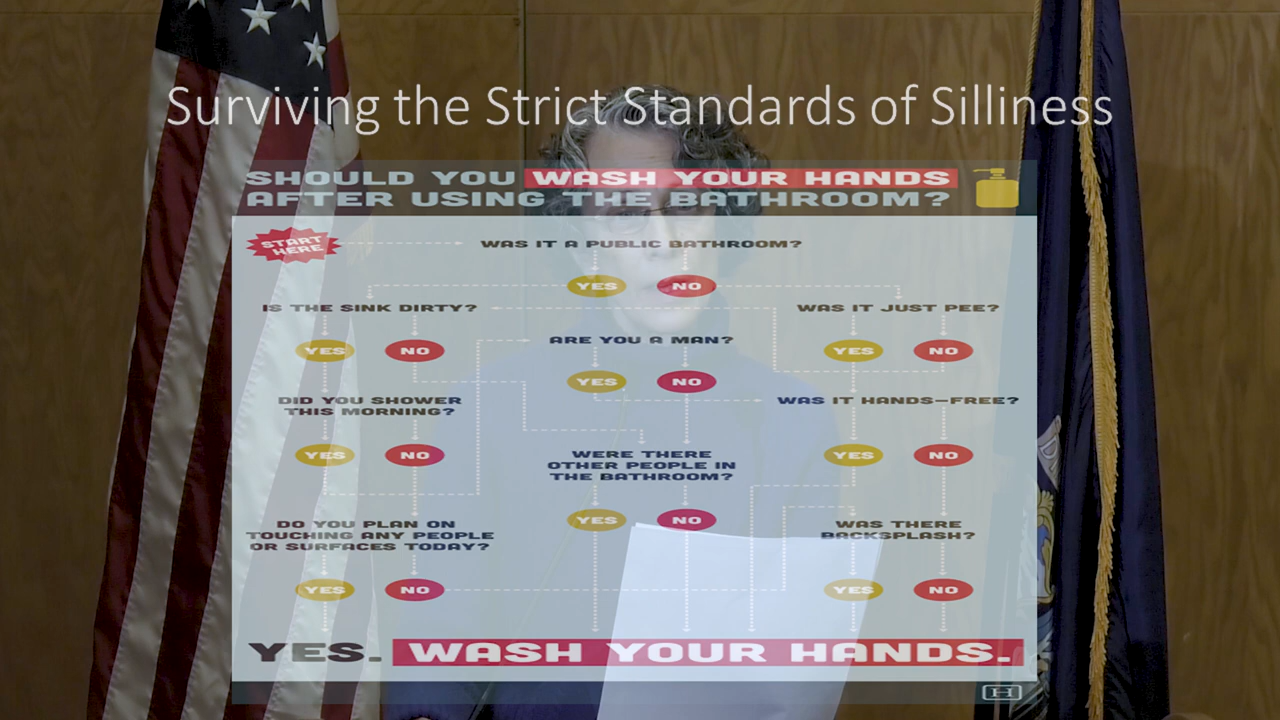 Surviving the Strict Standards of Silliness
SHOULD YOU WASH YOUR HANDS
AFTER USING THE BATHROOM?
START
HERE
WAS IT A PUBLIC BATHROOM?
YES NO
IS THE SINK DIRTY?
WAS IT JUST PEE?
ARE YOU A MAN?
YES NO
YES NO
YES NO
DID YOU SHOWER
THIS MORNING?
WAS IT HANDS-FREE?
YES NO
WERE THERE
OTHER PEOPLE IN
THE BATHROOM?
YES NO
YES NO
DO YOU PLAN ON
TOUCHING ANY PEOPLE
OR SURFACES TODAY?
WAS THERE
BACKSPLASH?
YES NO
YES NO
YES. WASH YOUR HANDS.
H